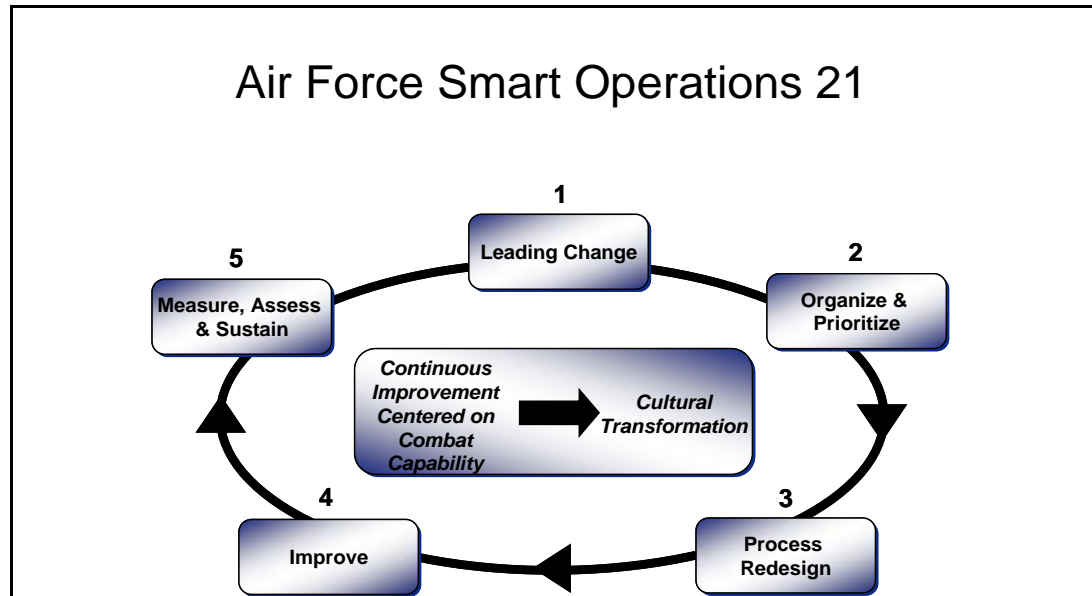 Air Force Smart Operations 21
1
Leading Change
2
Organize &
Prioritize
5
Measure, Assess
& Sustain
Continuous
Improvement
Centered on
Combat
Capability
Cultural
Transformation
3
Process
Redesign
4
Improve